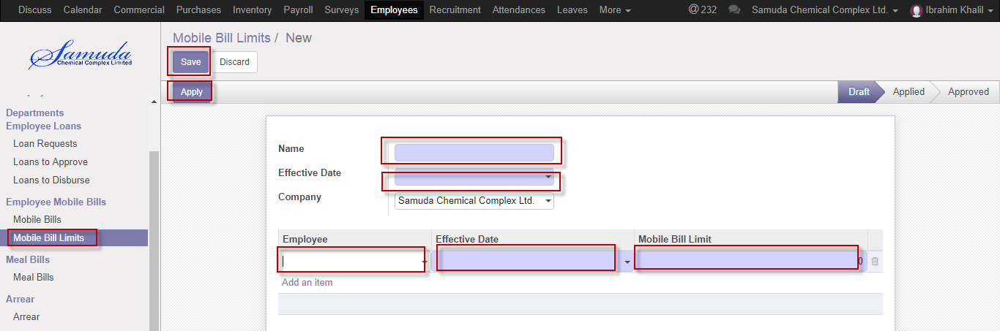 Discuss Calendar Commercial Purchases Inventory Payroll Surveys Employees Recruitment Attendances Leaves More @ 232 Samuda Chemical Complex Ltd. Ibrahim Khalil
Samuda
Chemical Complex Limited
Mobile Bill Limits / New
Save Discard
Apply Draft Applied Approved
Departments
Employee Loans
Loan Requests
Loans to Approve
Loans to Disburse
Employee Mobile Bills
Mobile Bills
Mobile Bill Limits
Meal Bills
Meal Bills
Arrear
Arrear
Name
Effective Date
Company Samuda Chemical Complex Ltd.
Employee Effective Date Mobile Bill Limit
0
Add an item